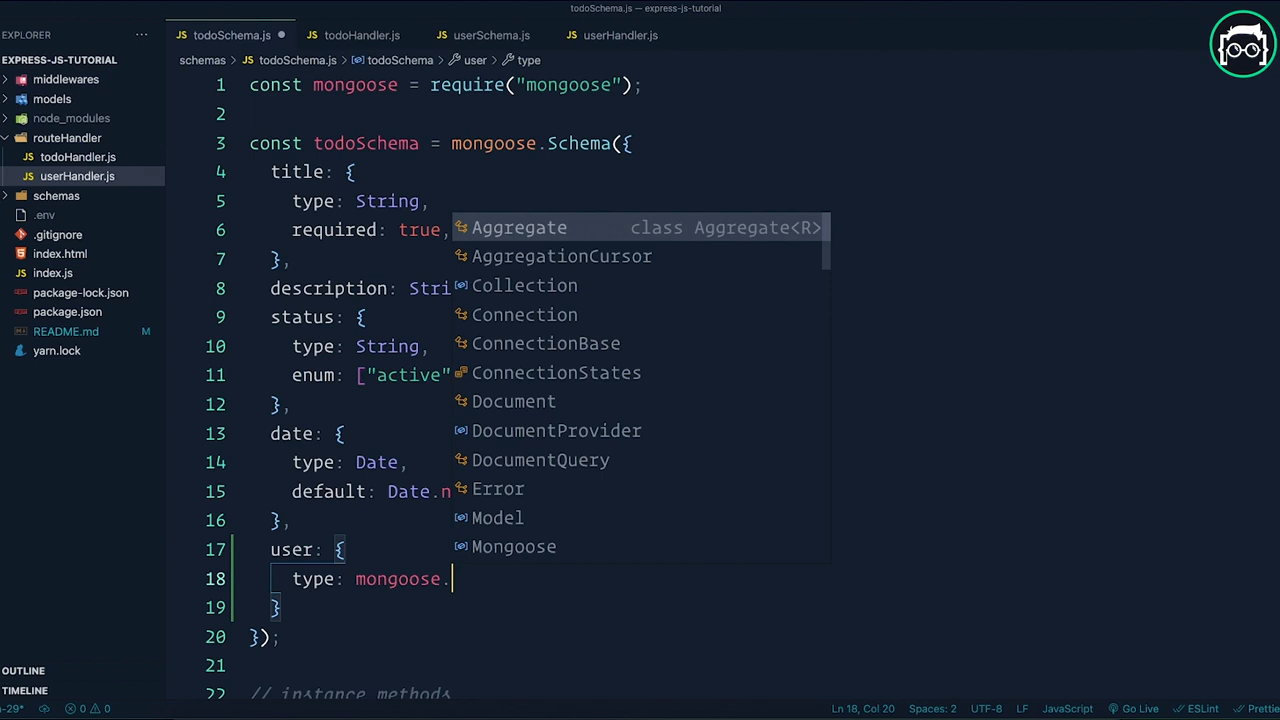 todoSchema.js — express-js-tutorial
EXPLORER ...
JS todoSchema.js
JS todoHandler.js
JS userSchema.js
JS userHandler.js
EXPRESS-JS-TUTORIAL
middlewares
models
node_modules
routeHandler
JS todoHandler.js
JS userHandler.js
schemas
.env
.gitignore
index.html
JS index.js
package-lock.json
package.json
README.md M
yarn.lock
OUTLINE
TIMELINE
schemas > JS todoSchema.js > todoSchema > user > type
1 const mongoose = require("mongoose");
2
3 const todoSchema = mongoose.Schema({
4 title: {
5 type: String,
6 required: true,
7 },
8 description: Stri
9 status: {
10 type: String,
11 enum: ["active"
12 },
13 date: {
14 type: Date,
15 default: Date.n
16 },
17 user: {
18 type: mongoose.
19 }
20 });
21
22 // instance methods
Aggregate class Aggregate<R>
AggregationCursor
Collection
Connection
ConnectionBase
ConnectionStates
Document
DocumentProvider
DocumentQuery
Error
Model
Mongoose
-29* 0 0 Ln 18, Col 20 Spaces: 2 UTF-8 LF JavaScript Go Live ESLint Prettie